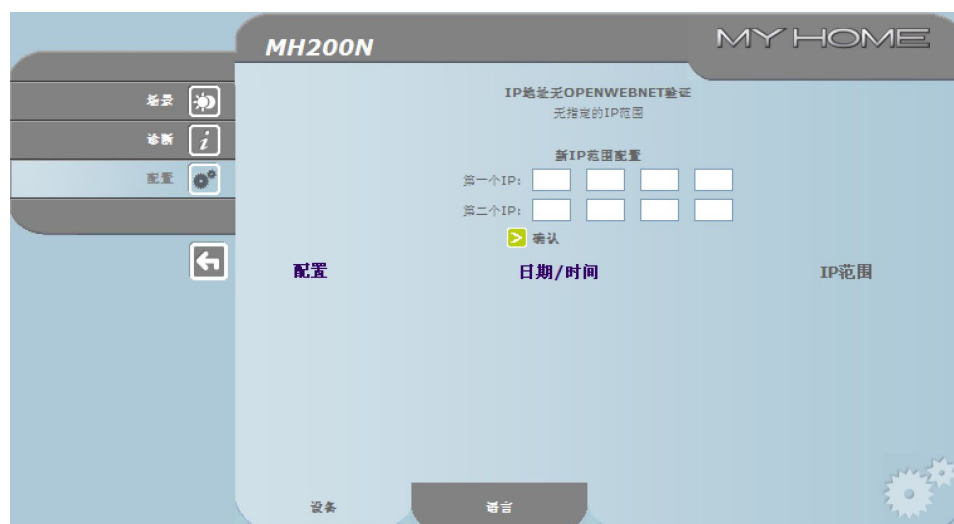 MH200N
MY HOME
场景
诊断
配置
IP地址无OPENWEBNET验证
无指定的IP范围
新IP范围配置
第一个IP:
第二个IP:
确认
配置 日期/时间 IP范围
设备 语言